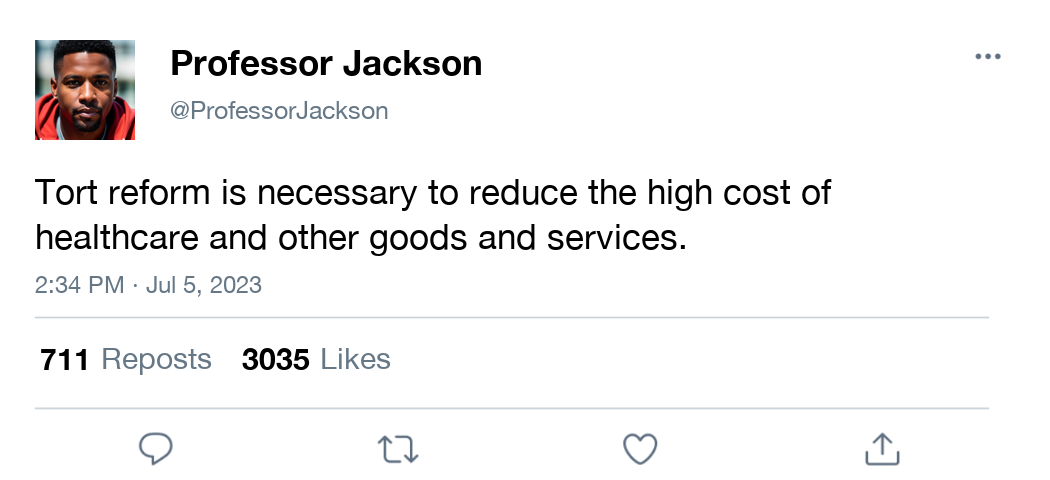 Professor Jackson
@ProfessorJackson
Tort reform is necessary to reduce the high cost of
healthcare and other goods and services.
2:34 PM · Jul 5, 2023
711 Reposts 3035 Likes